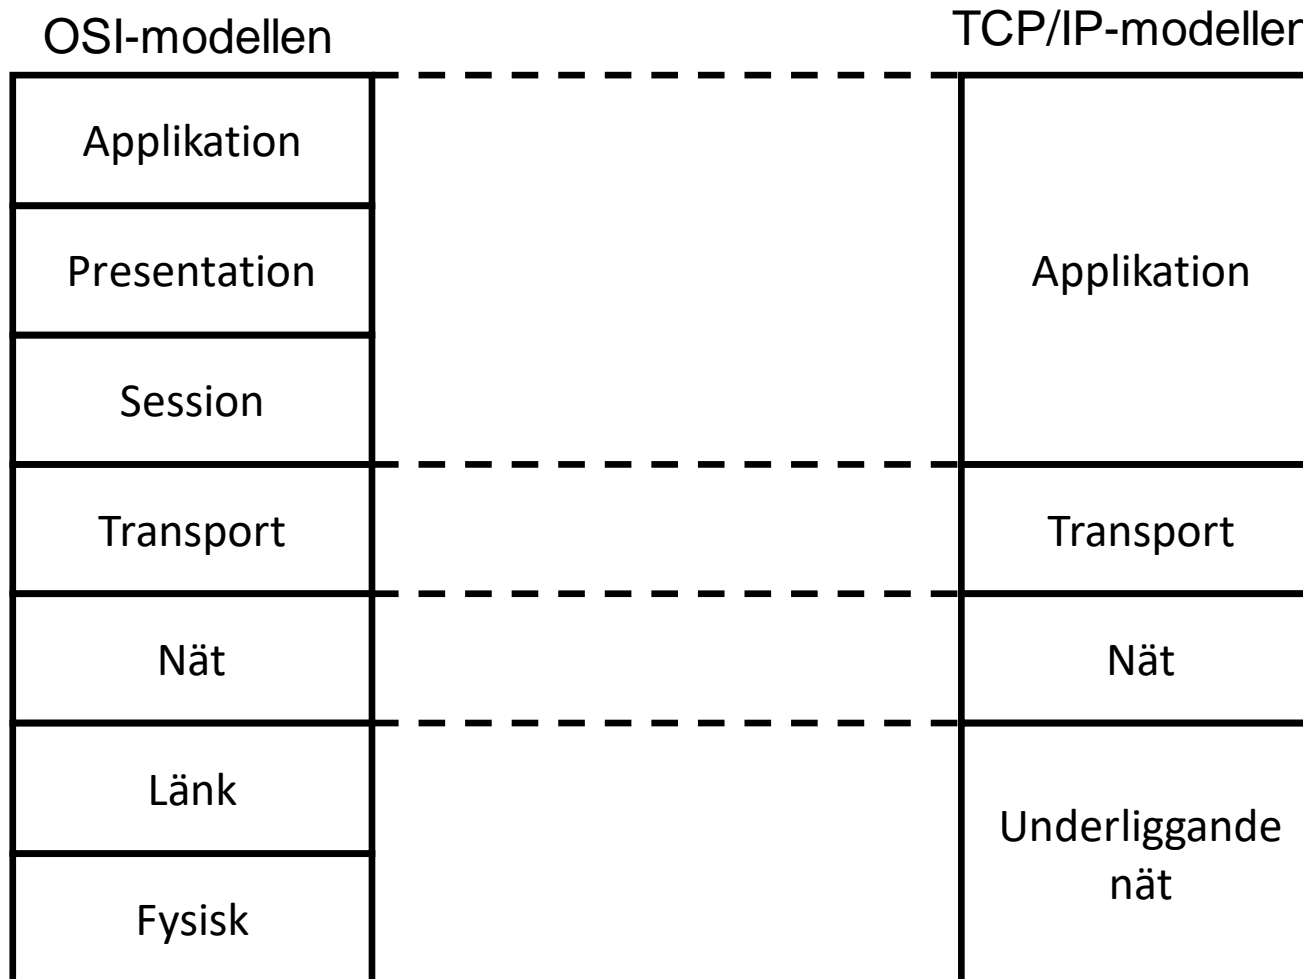 OSI-modellen
TCP/IP-modellen
Applikation
Presentation
Session
Transport
Nät
Länk
Fysisk
Applikation
Transport
Nät
Underliggande
nät